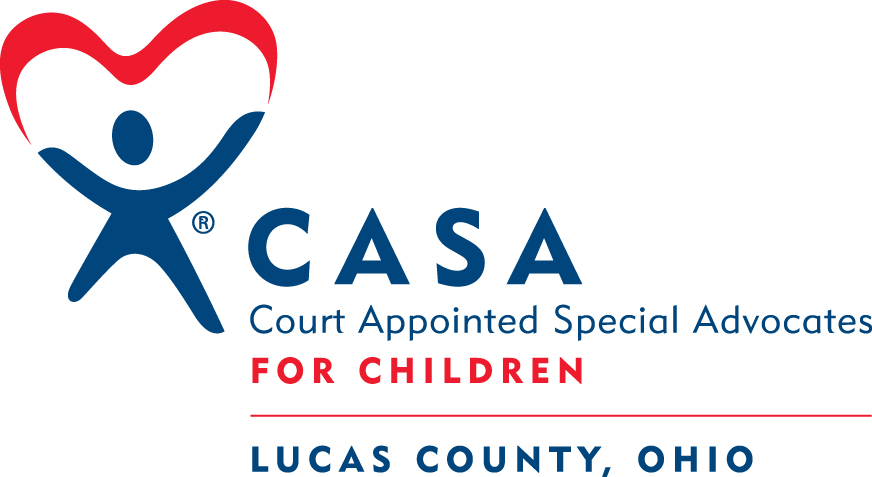 ®
CASA
Court Appointed Special Advocates
FOR CHILDREN
LUCAS COUNTY, OHIO